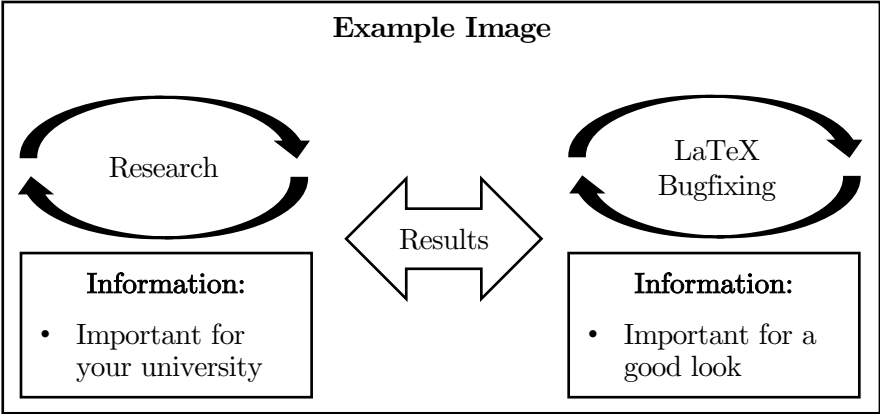 Example Image
Research
LaTeX
Bugfixing
Results
Information:
• Important for
your university
Information:
• Important for a
good look